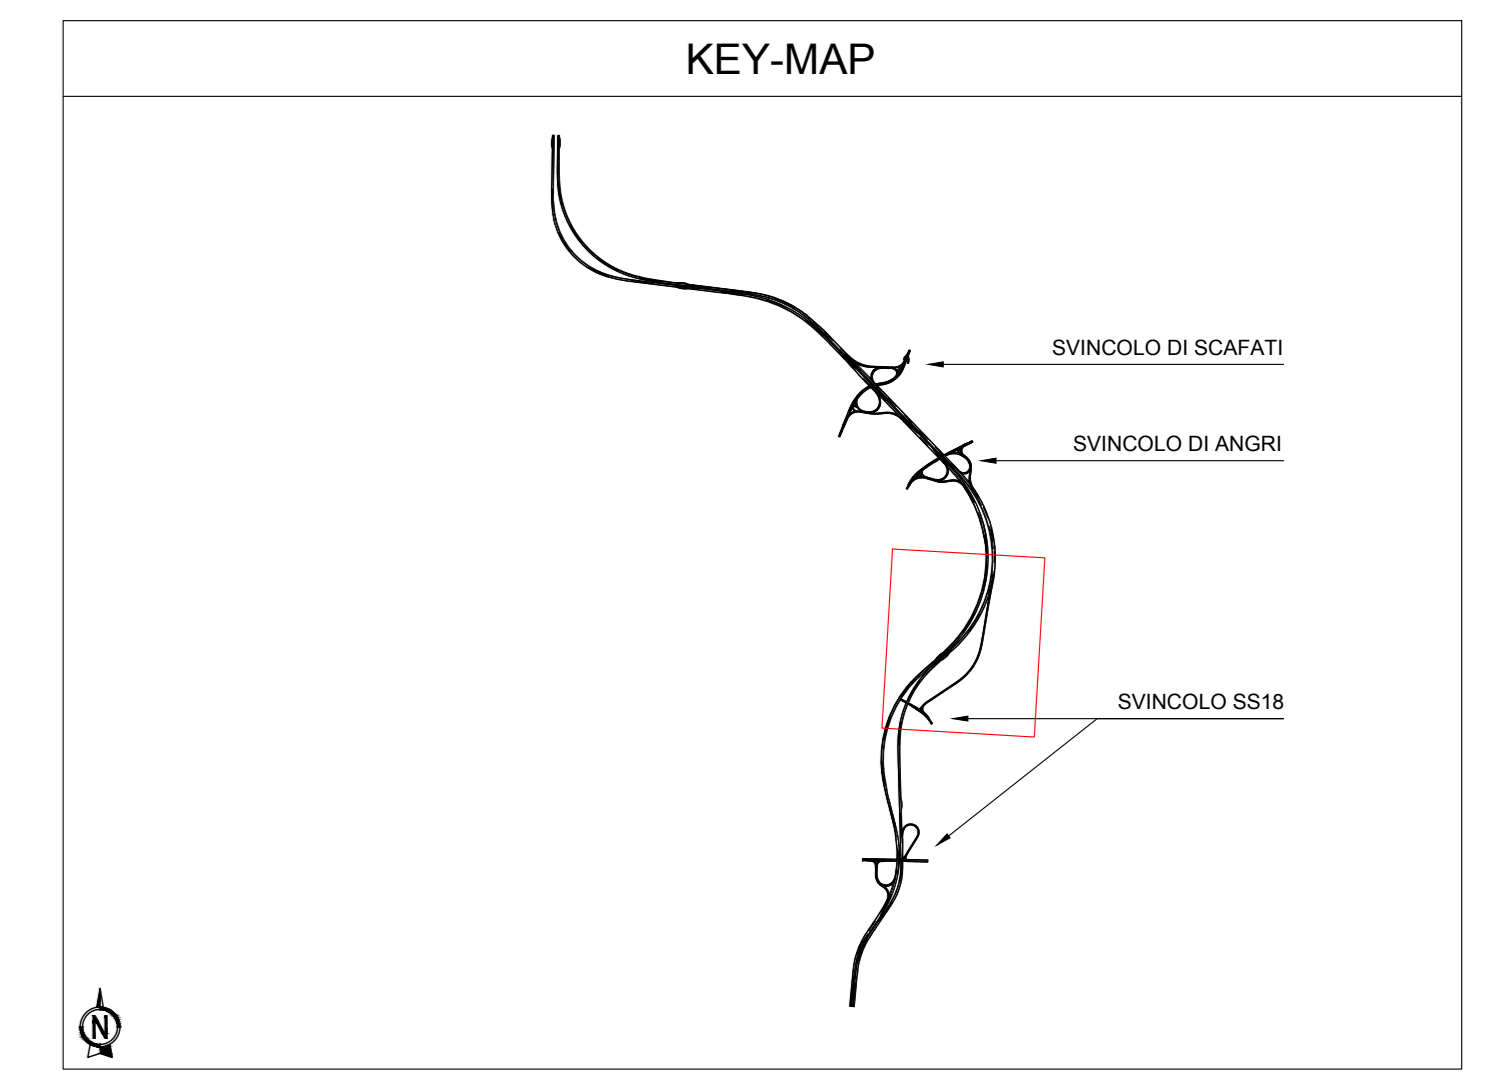 KEY-MAP
SVINCOLO DI SCAFATI
SVINCOLO DI ANGRI
SVINCOLO SS18
N